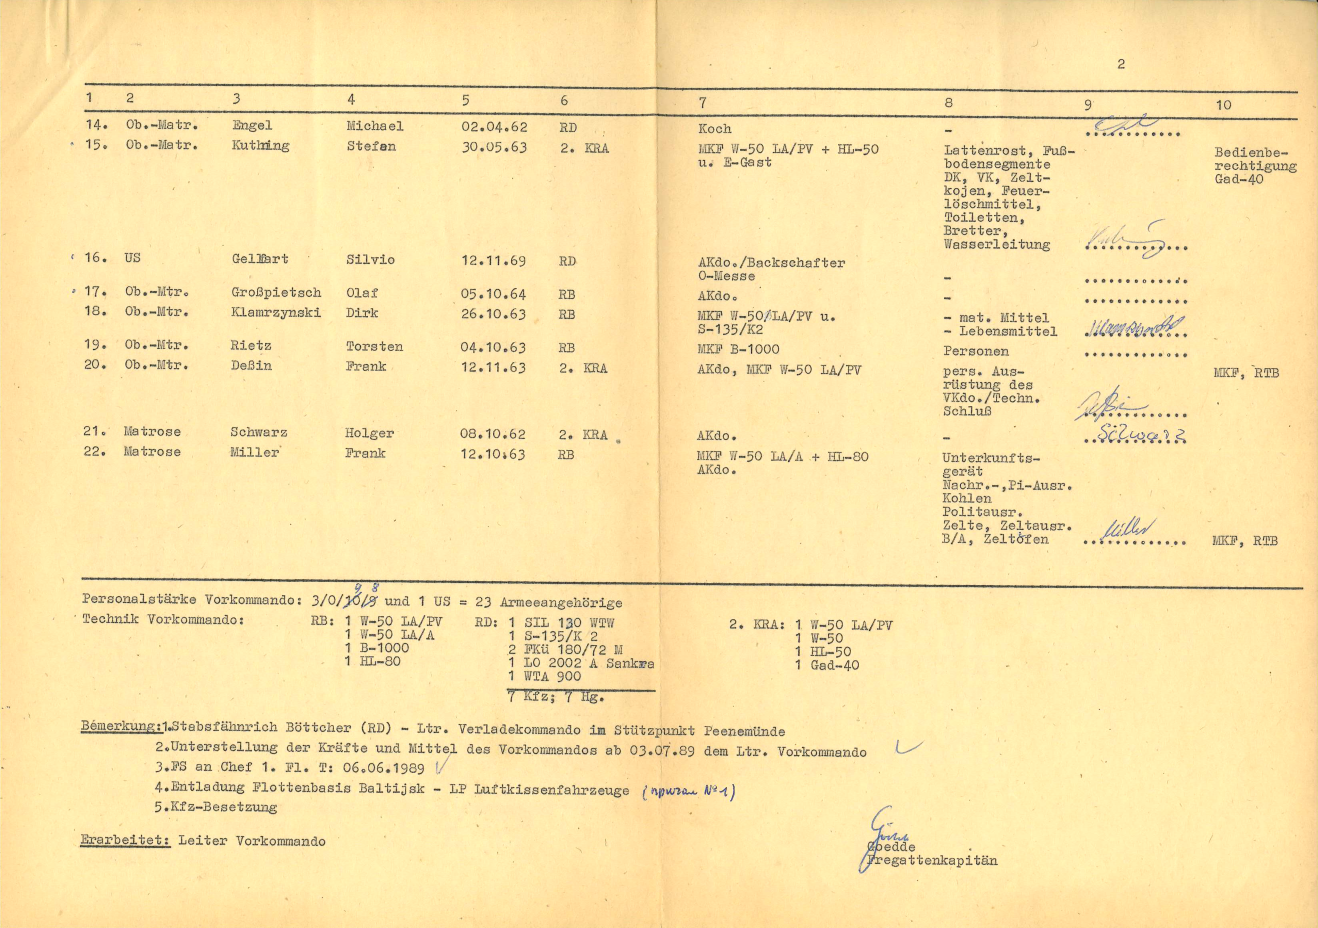 2
1 2 3 4 5 6 7 8 9 10
14. Ob.-Matr. Engel Michael 02.04.62 RD Koch -
15. Ob.-Matr. Kuthning Stefan 30.05.63 2. KRA MKF W-50 LA/PV + HL-50 Lattenrost, Fuß- Bedienbe-
u. E-Gast bodensegmente rechtigung
DK, VK, Zelt- Gad-40
kojen, Feuer-
löschmittel,
Toiletten,
Bretter,
Wasserleitung
16. US Gellfart Silvio 12.11.69 RD AKdo./Backschafter
O-Messe -
17. Ob.-Mtr. Großpietsch Olaf 05.10.64 RB AKdo. -
18. Ob.-Mtr. Klamrzynski Dirk 26.10.63 RB MKF W-50/LA/PV u. - mat. Mittel
S-135/K2 - Lebensmittel
19. Ob.-Mtr. Rietz Torsten 04.10.63 RB MKF B-1000 Personen
20. Ob.-Mtr. Deßin Frank 12.11.63 2. KRA AKdo, MKF W-50 LA/PV pers. Aus- MKF, RTB
rüstung des
VKdo./Techn.
Schluß
21. Matrose Schwarz Holger 08.10.62 2. KRA AKdo. - Schwarz
22. Matrose Miller Frank 12.10.63 RB MKF W-50 LA/A + HL-80 Unterkunfts-
AKdo. gerät
Nachr.-,Pi-Ausr.
Kohlen
Politausr.
Zelte, Zeltausr.
B/A, Zeltöfen Miller MKF, RTB
9 8
Personalstärke Vorkommando: 3/0/10/9 und 1 US = 23 Armeeangehörige
Technik Vorkommando: RB: 1 W-50 LA/PV RD: 1 SIL 130 WTW 2. KRA: 1 W-50 LA/PV
1 W-50 LA/A 1 S-135/K 2 1 W-50
1 B-1000 2 FKü 180/72 M 1 HL-50
1 HL-80 1 LO 2002 A Sankra 1 Gad-40
1 WTA 900
7 Kfz; 7 Hg.
Bemerkung:1.Stabsfähnrich Böttcher (RD) - Ltr. Verladekommando im Stützpunkt Peenemünde
2.Unterstellung der Kräfte und Mittel des Vorkommandos ab 03.07.89 dem Ltr. Vorkommando
3.FS an Chef 1. Fl. T: 06.06.1989
4.Entladung Flottenbasis Baltijsk - LP Luftkissenfahrzeuge (причал № 1)
5.Kfz-Besetzung
Erarbeitet: Leiter Vorkommando
Goedde
Fregattenkapitän